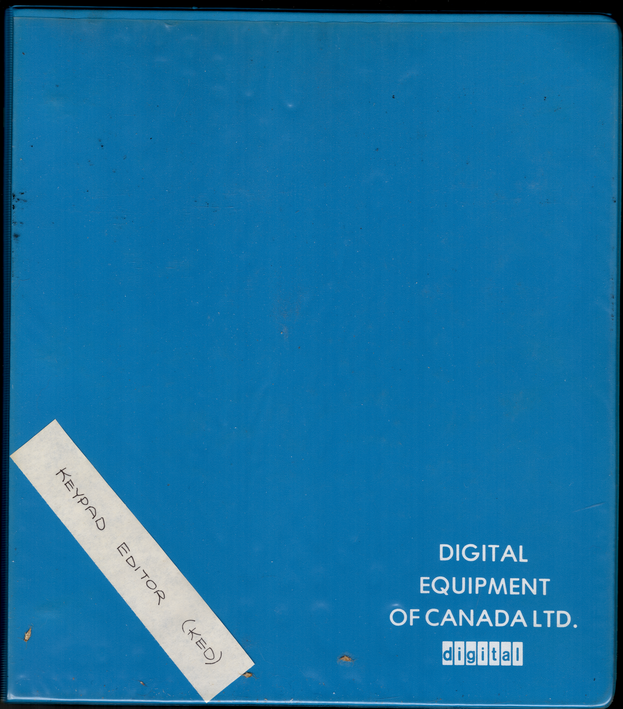 KEYPAD EDITOR (KED)
DIGITAL
EQUIPMENT
OF CANADA LTD.
digital